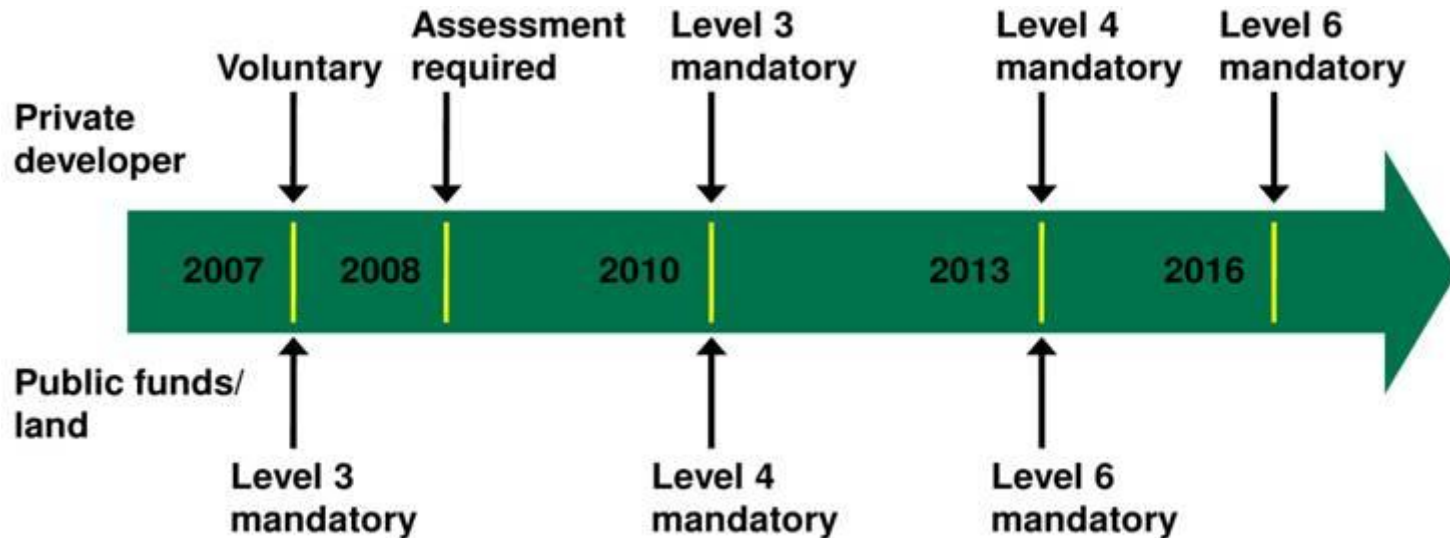 Voluntary
Assessment
required
Level 3
mandatory
Level 4
mandatory
Level 6
mandatory
Private
developer
2007
2008
2010
2013
2016
Public funds/
land
Level 3
mandatory
Level 4
mandatory
Level 6
mandatory